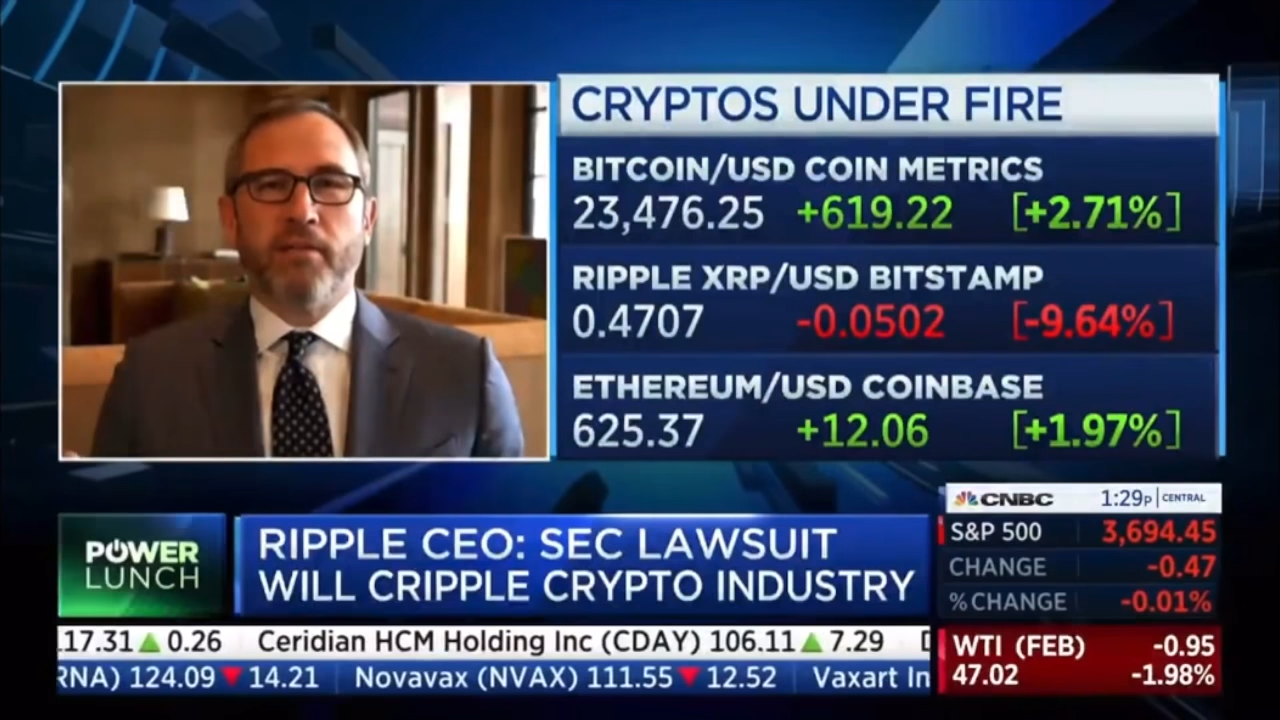 CRYPTOS UNDER FIRE
BITCOIN/USD COIN METRICS
23,476.25 +619.22 [+2.71%]
RIPPLE XRP/USD BITSTAMP
0.4707 -0.0502 [-9.64%]
ETHEREUM/USD COINBASE
625.37 +12.06 [+1.97%]
POWER
LUNCH
RIPPLE CEO: SEC LAWSUIT
WILL CRIPPLE CRYPTO INDUSTRY
CNBC 1:29P CENTRAL
S&P 500 3,694.45
CHANGE -0.47
% CHANGE -0.01%
WTI (FEB) -0.95
47.02 -1.98%
17.31 ▲ 0.26 Ceridian HCM Holding Inc (CDAY) 106.11 ▲ 7.29
RNA) 124.09 ▼ 14.21 Novavax (NVAX) 111.55 ▼ 12.52 Vaxart In